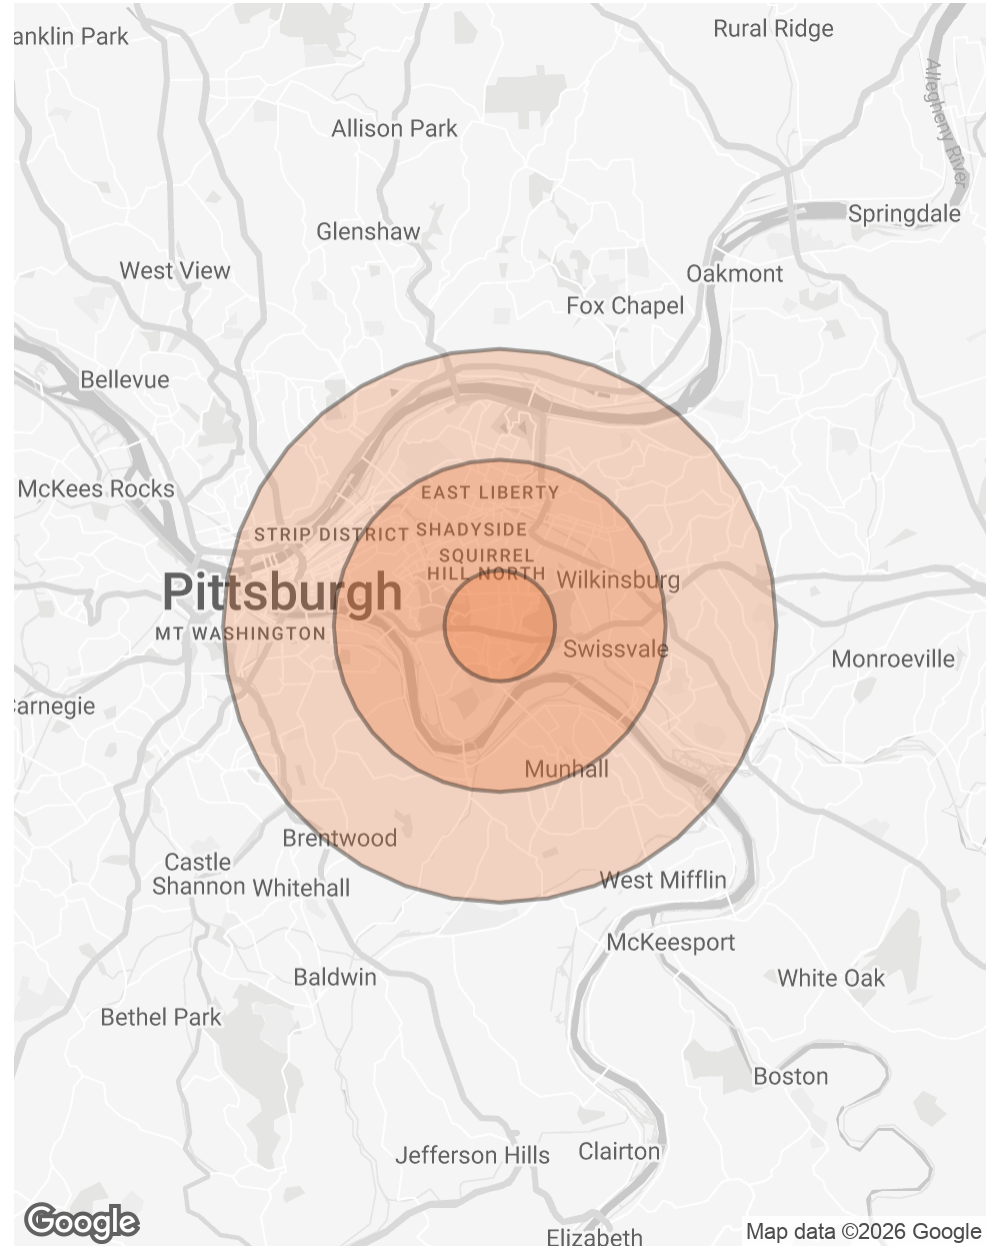 Rural Ridge
anklin Park
Allegheny River
Allison Park
Springdale
Glenshaw
West View
Oakmont
Fox Chapel
Bellevue
McKees Rocks
EAST LIBERTY
STRIP DISTRICT
SHADYSIDE
SQUIRREL
HILL NORTH
Wilkinsburg
Pittsburgh
MT WASHINGTON
Swissvale
Monroeville
Carnegie
Munhall
Brentwood
Castle
Shannon
Whitehall
West Mifflin
McKeesport
Baldwin
White Oak
Bethel Park
Boston
Jefferson Hills
Clairton
Google
Map data ©2026 Google
Elizabeth